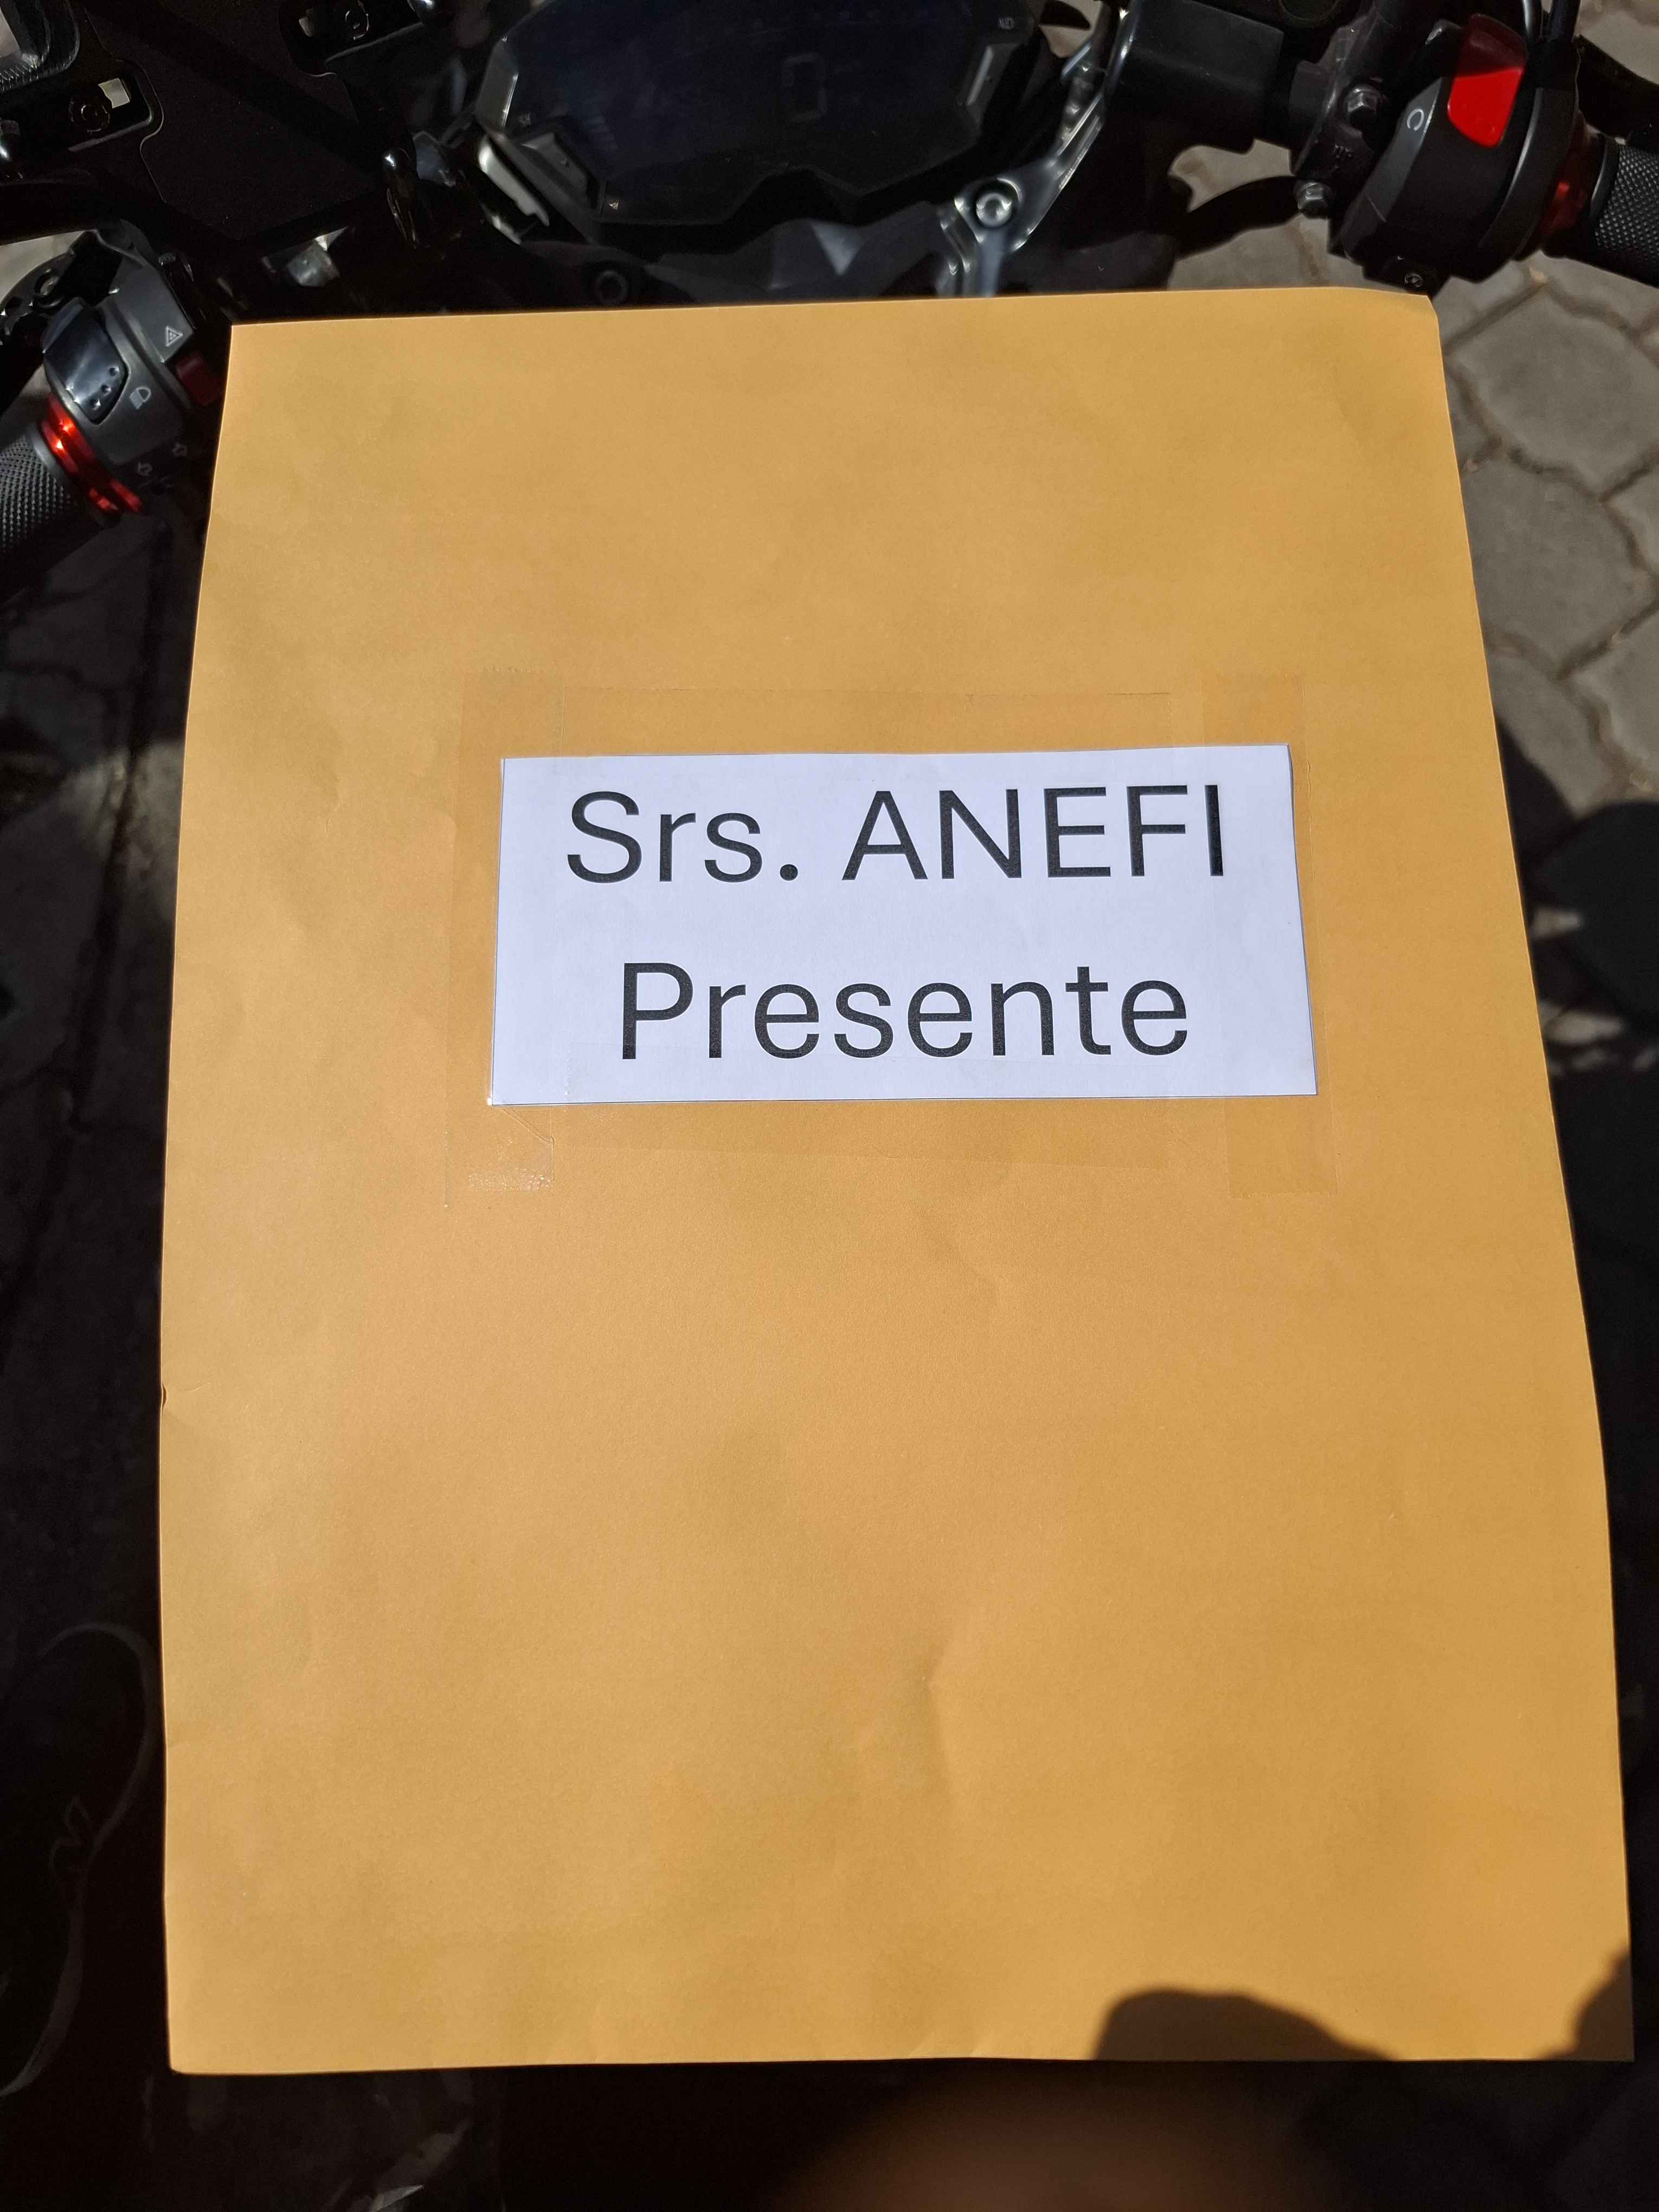 Srs. ANEFI
Presente